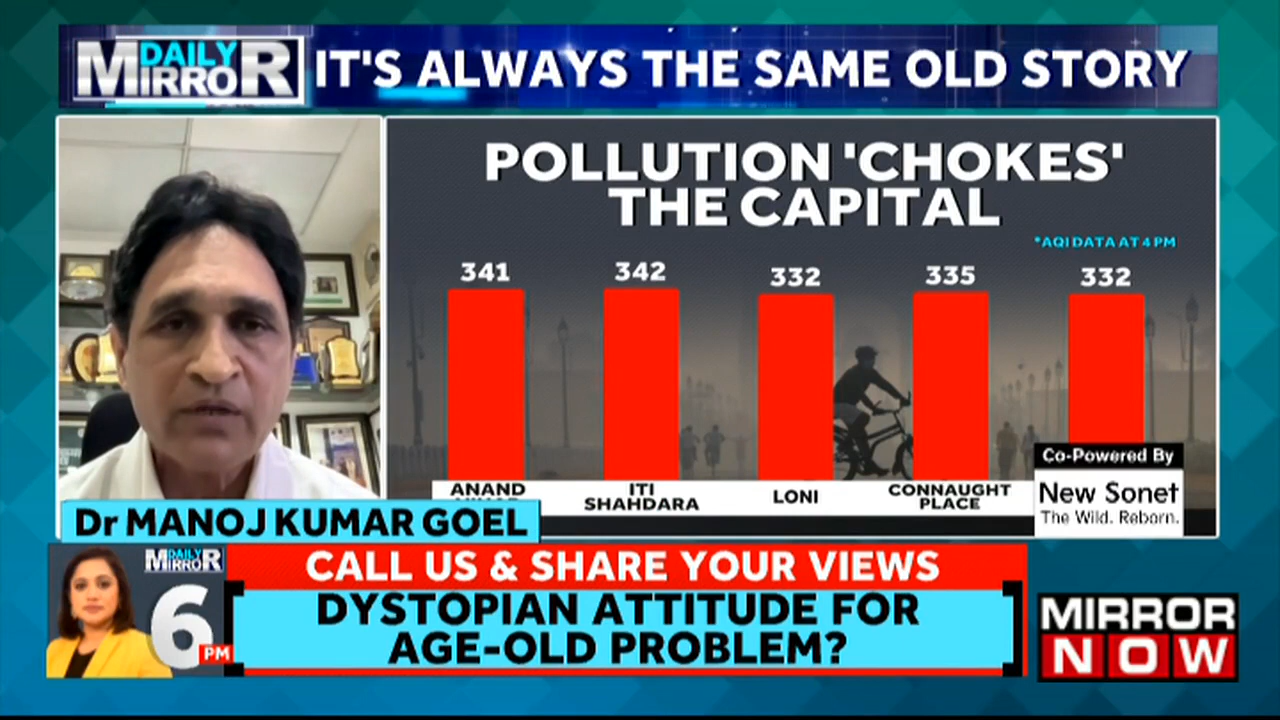 DAILY
MIRROR
IT'S ALWAYS THE SAME OLD STORY
POLLUTION 'CHOKES'
THE CAPITAL
*AQI DATA AT 4 PM
341
342
332
335
332
ANAND
ITI
SHAHDARA
LONI
CONNAUGHT
PLACE
Co-Powered By
New Sonet
The Wild. Reborn.
Dr MANOJ KUMAR GOEL
DAILY
MIRROR
6
PM
CALL US & SHARE YOUR VIEWS
DYSTOPIAN ATTITUDE FOR
AGE-OLD PROBLEM?
MIRROR
NOW